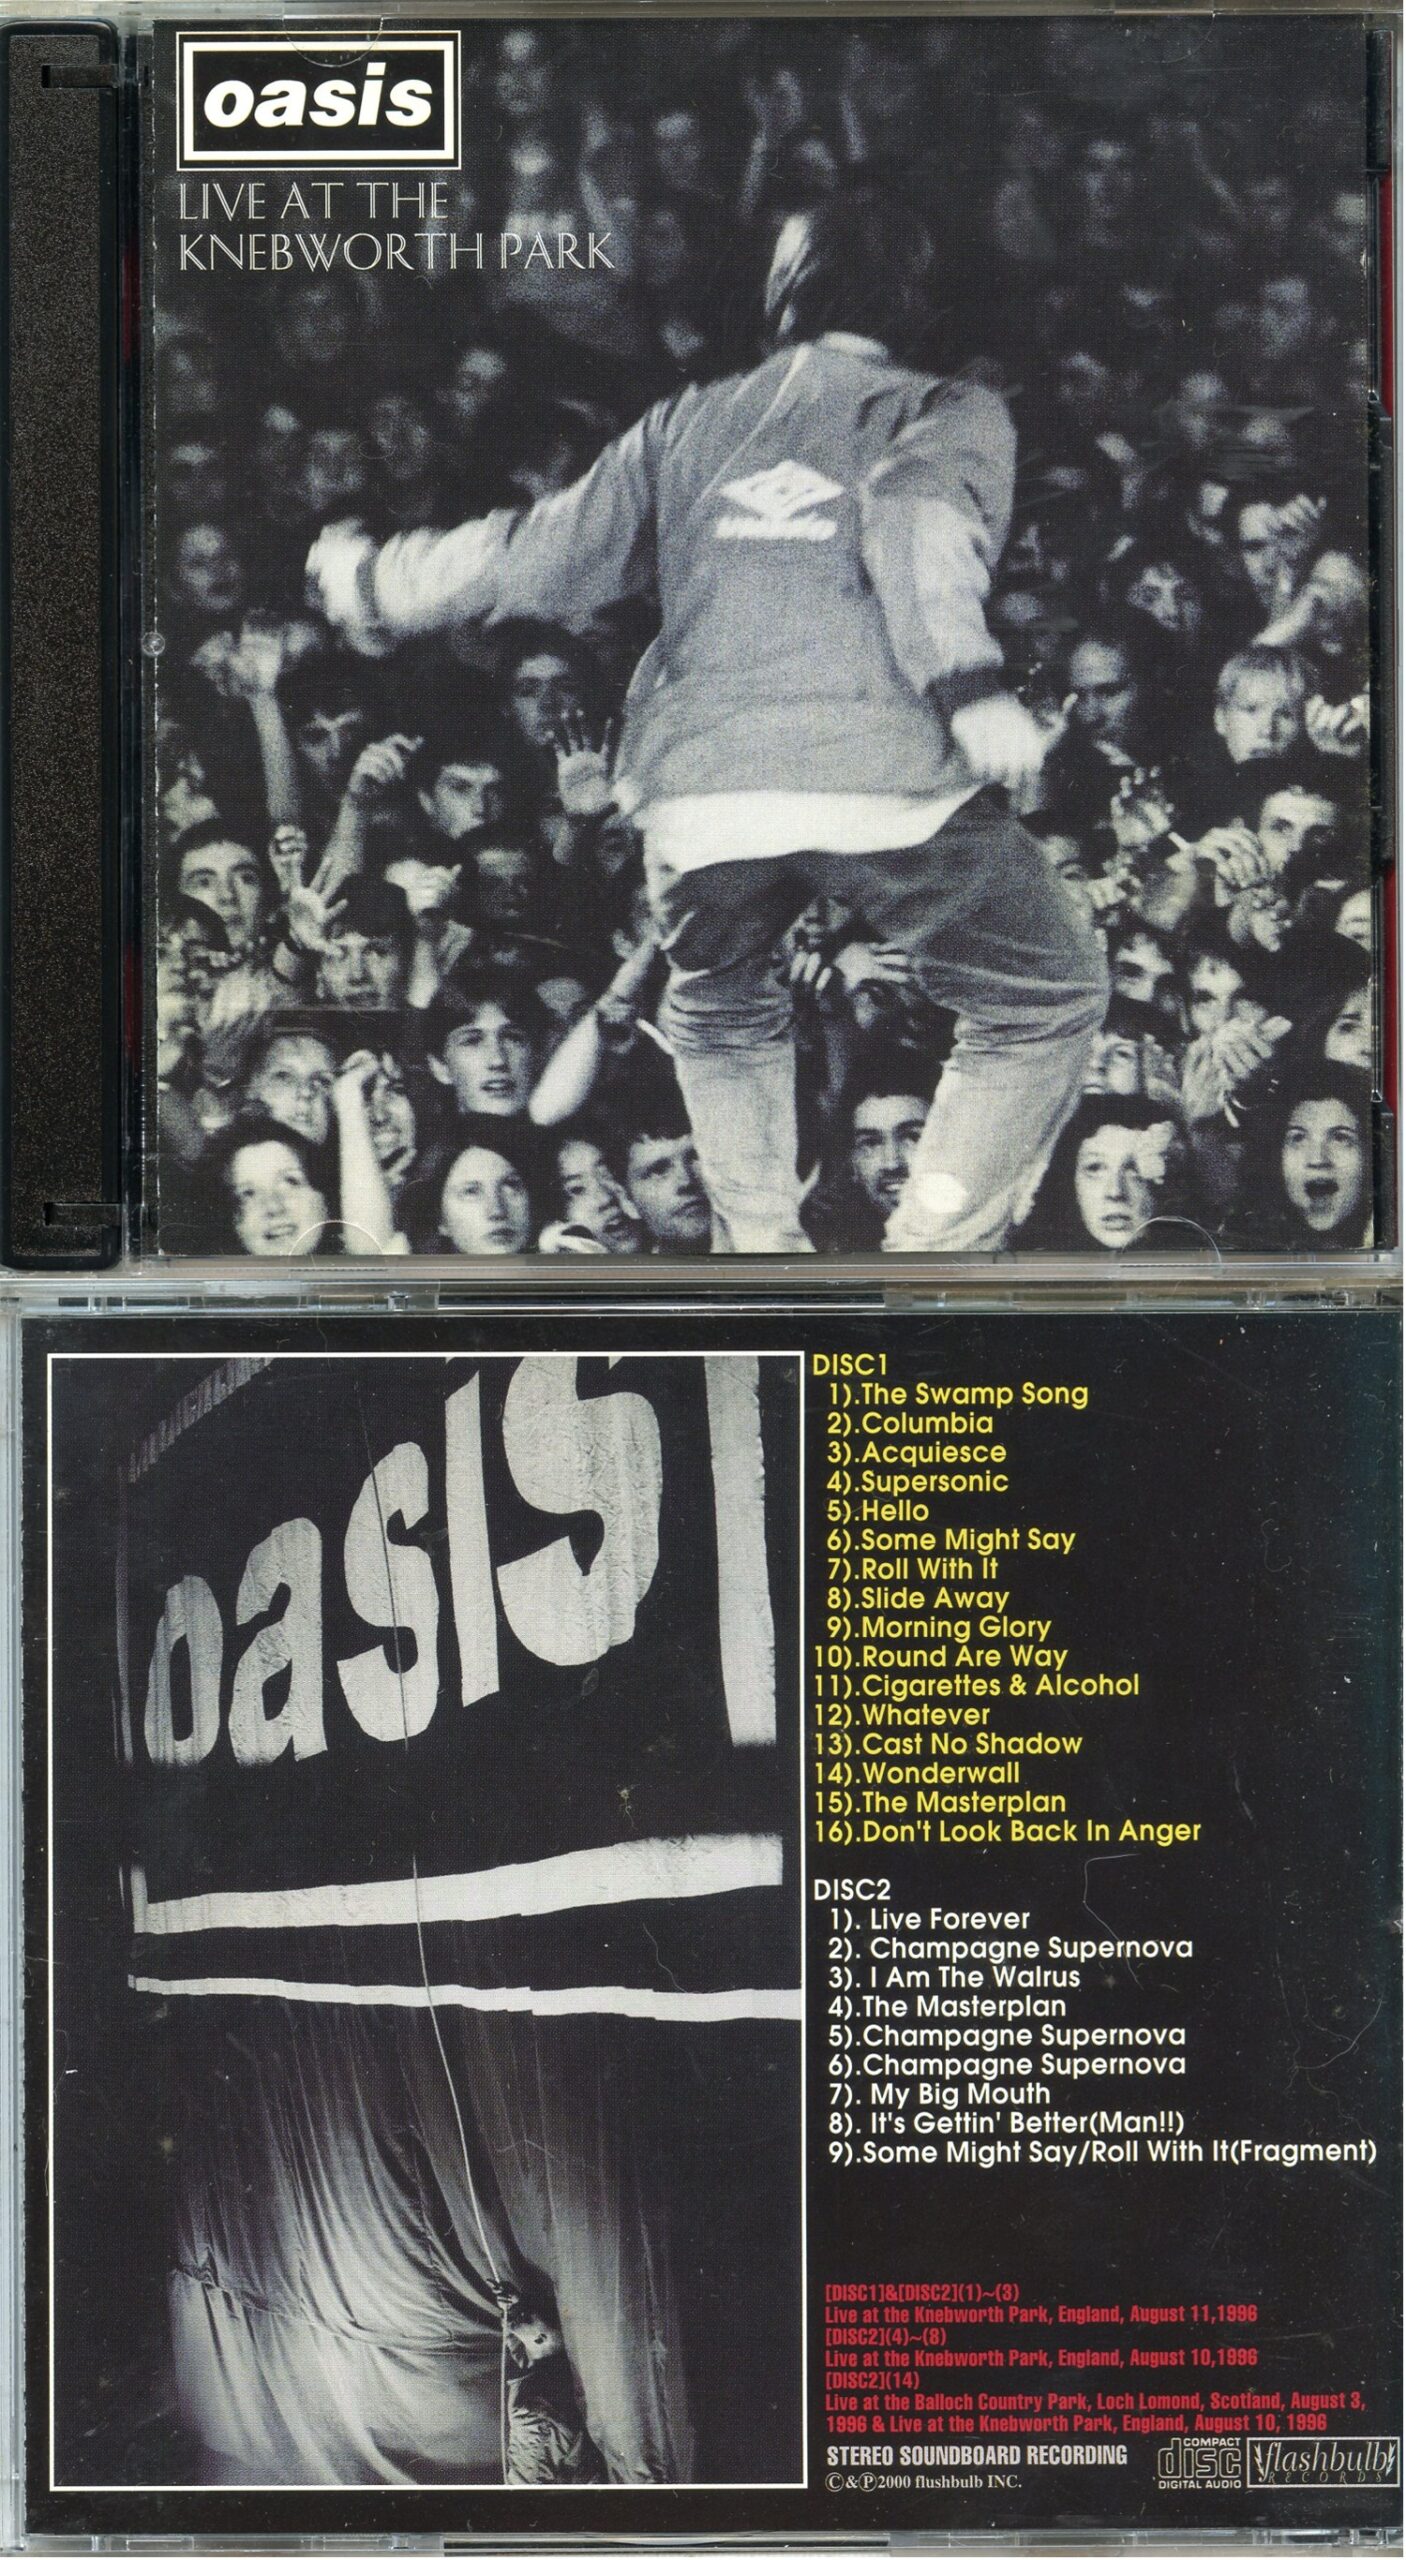 oasis
LIVE AT THE
KNEBWORTH PARK
umbro
oasis
DISC1
1).The Swamp Song
2).Columbia
3).Acquiesce
4).Supersonic
5).Hello
6).Some Might Say
7).Roll With It
8).Slide Away
9).Morning Glory
10).Round Are Way
11).Cigarettes & Alcohol
12).Whatever
13).Cast No Shadow
14).Wonderwall
15).The Masterplan
16).Don't Look Back In Anger
DISC2
1). Live Forever
2). Champagne Supernova
3). I Am The Walrus
4).The Masterplan
5).Champagne Supernova
6).Champagne Supernova
7). My Big Mouth
8). It's Gettin' Better(Man!!)
9).Some Might Say/Roll With It(Fragment)
[DISC1]&[DISC2](1)~(3)
Live at the Knebworth Park, England, August 11,1996
[DISC2](4)~(8)
Live at the Knebworth Park, England, August 10,1996
[DISC2](14)
Live at the Balloch Country Park, Loch Lomond, Scotland, August 3,
1996 & Live at the Knebworth Park, England, August 10, 1996
STEREO SOUNDBOARD RECORDING
©&Ⓟ2000 flushbulb INC.
COMPACT
disc
DIGITAL AUDIO
flashbulb
RECORDS